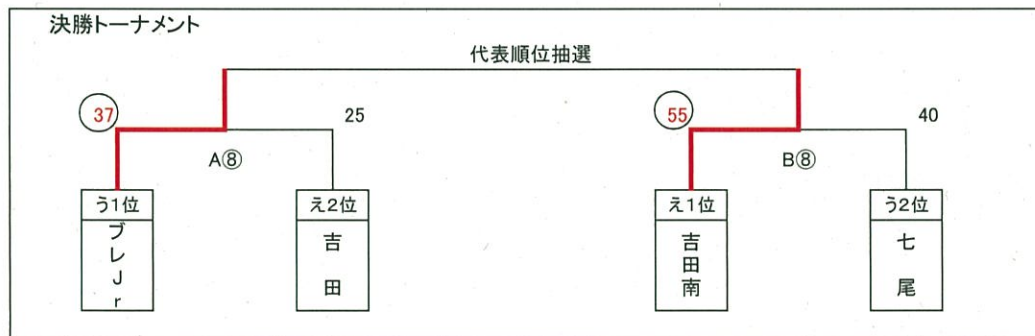 決勝トーナメント
代表順位抽選
37
25
55
40
A⑧
B⑧
う1位
え2位
え1位
う2位
ブレJr
吉田
吉田南
七尾